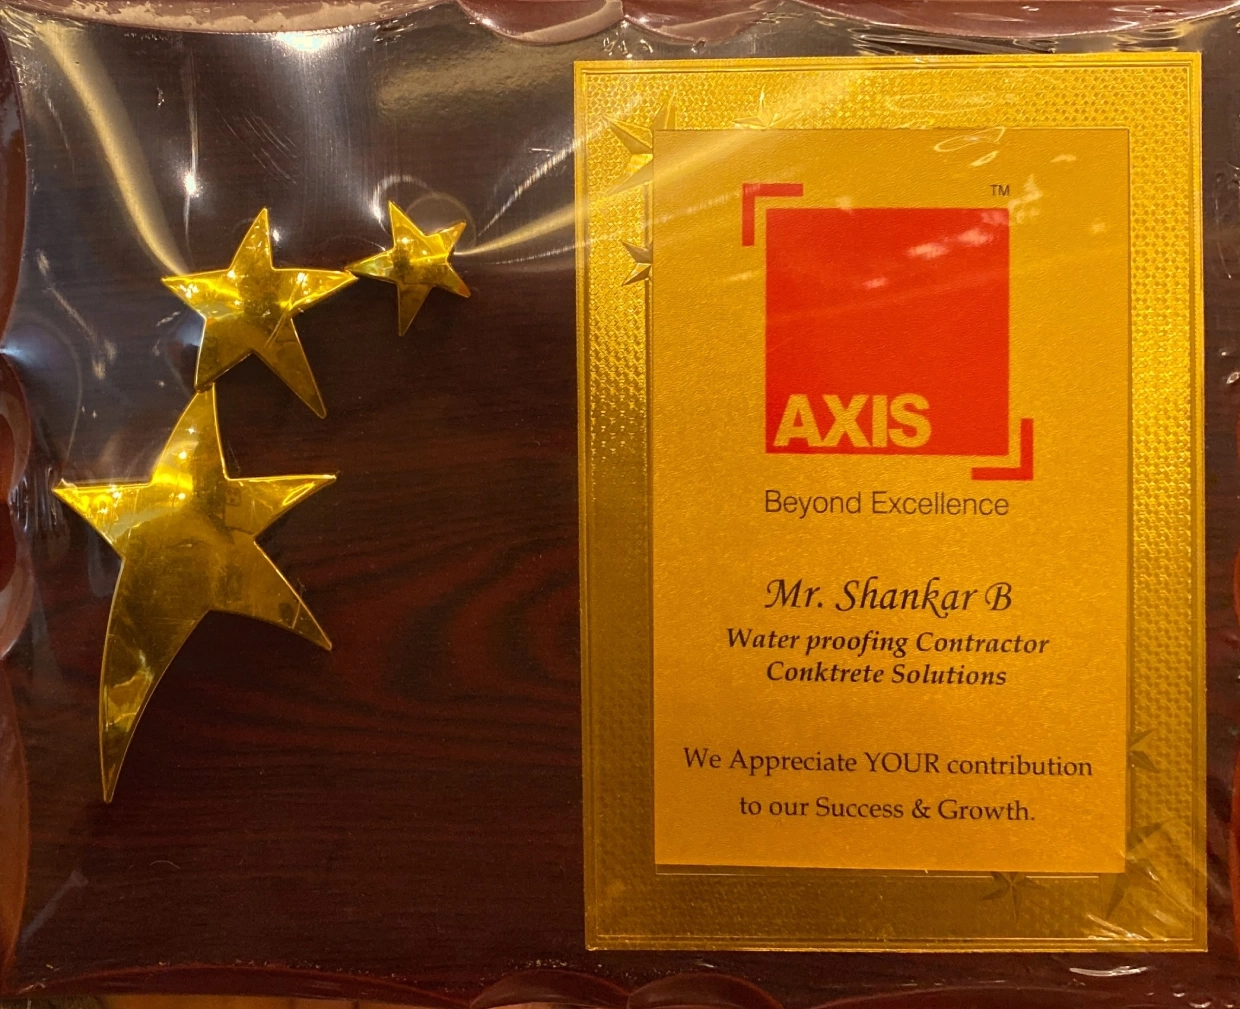 TM
AXIS
Beyond Excellence
Mr. Shankar B
Water proofing Contractor
Conktrete Solutions
We Appreciate YOUR contribution
to our Success & Growth.